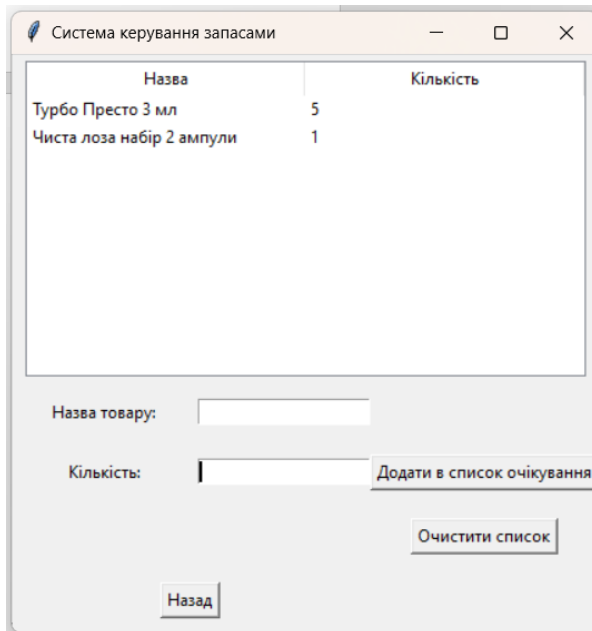 Система керування запасами
Назва Кількість
Турбо Престо 3 мл 5
Чиста лоза набір 2 ампули 1
Назва товару:
Кількість: Додати в список очікування
Очистити список
Назад